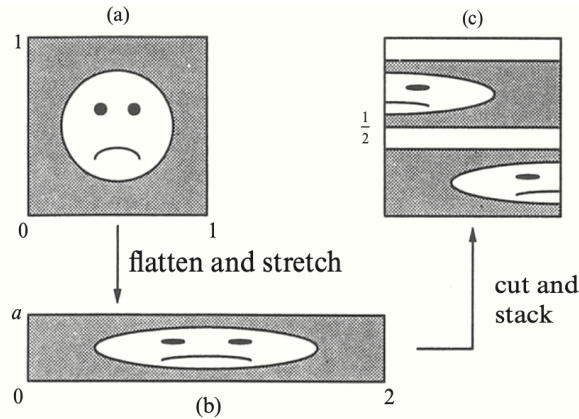 (a)
1
0
1
flatten and stretch
a
0
2
(b)
(c)
1/2
cut and
stack